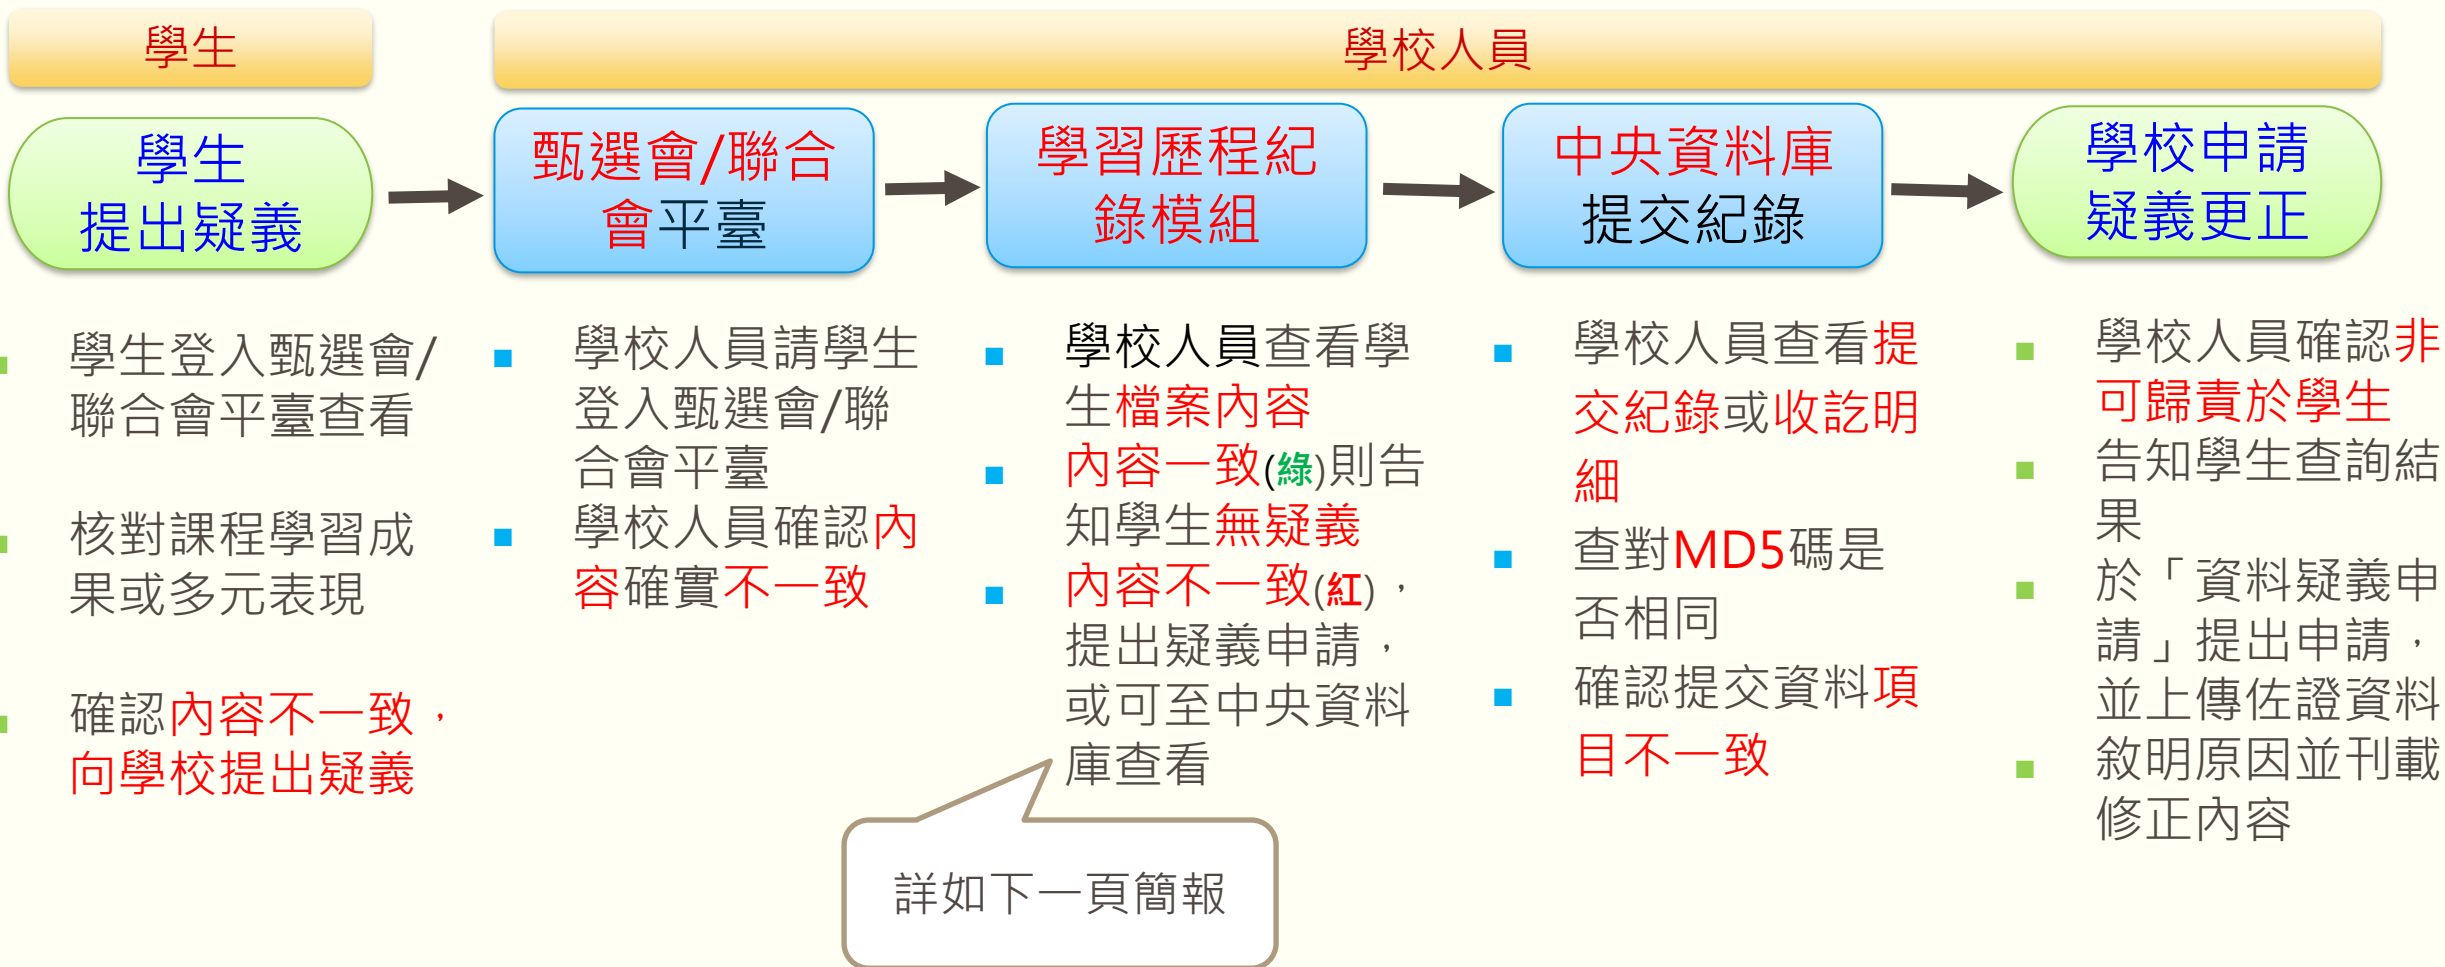 學生
學校人員
學生
提出疑義
甄選會/聯合
會平臺
學習歷程紀
錄模組
中央資料庫
提交紀錄
學校申請
疑義更正
學生登入甄選會/
聯合會平臺查看
核對課程學習成
果或多元表現
確認內容不一致，
向學校提出疑義
學校人員請學生
登入甄選會/聯
合會平臺
學校人員確認內
容確實不一致
學校人員查看學
生檔案內容
內容一致(綠)則告
知學生無疑義
內容不一致(紅)，
提出疑義申請，
或可至中央資料
庫查看
學校人員查看提
交紀錄或收訖明
細
查對MD5碼是
否相同
確認提交資料項
目不一致
學校人員確認非
可歸責於學生
告知學生查詢結
果
於「資料疑義申
請」提出申請，
並上傳佐證資料
敘明原因並刊載
修正內容
詳如下一頁簡報